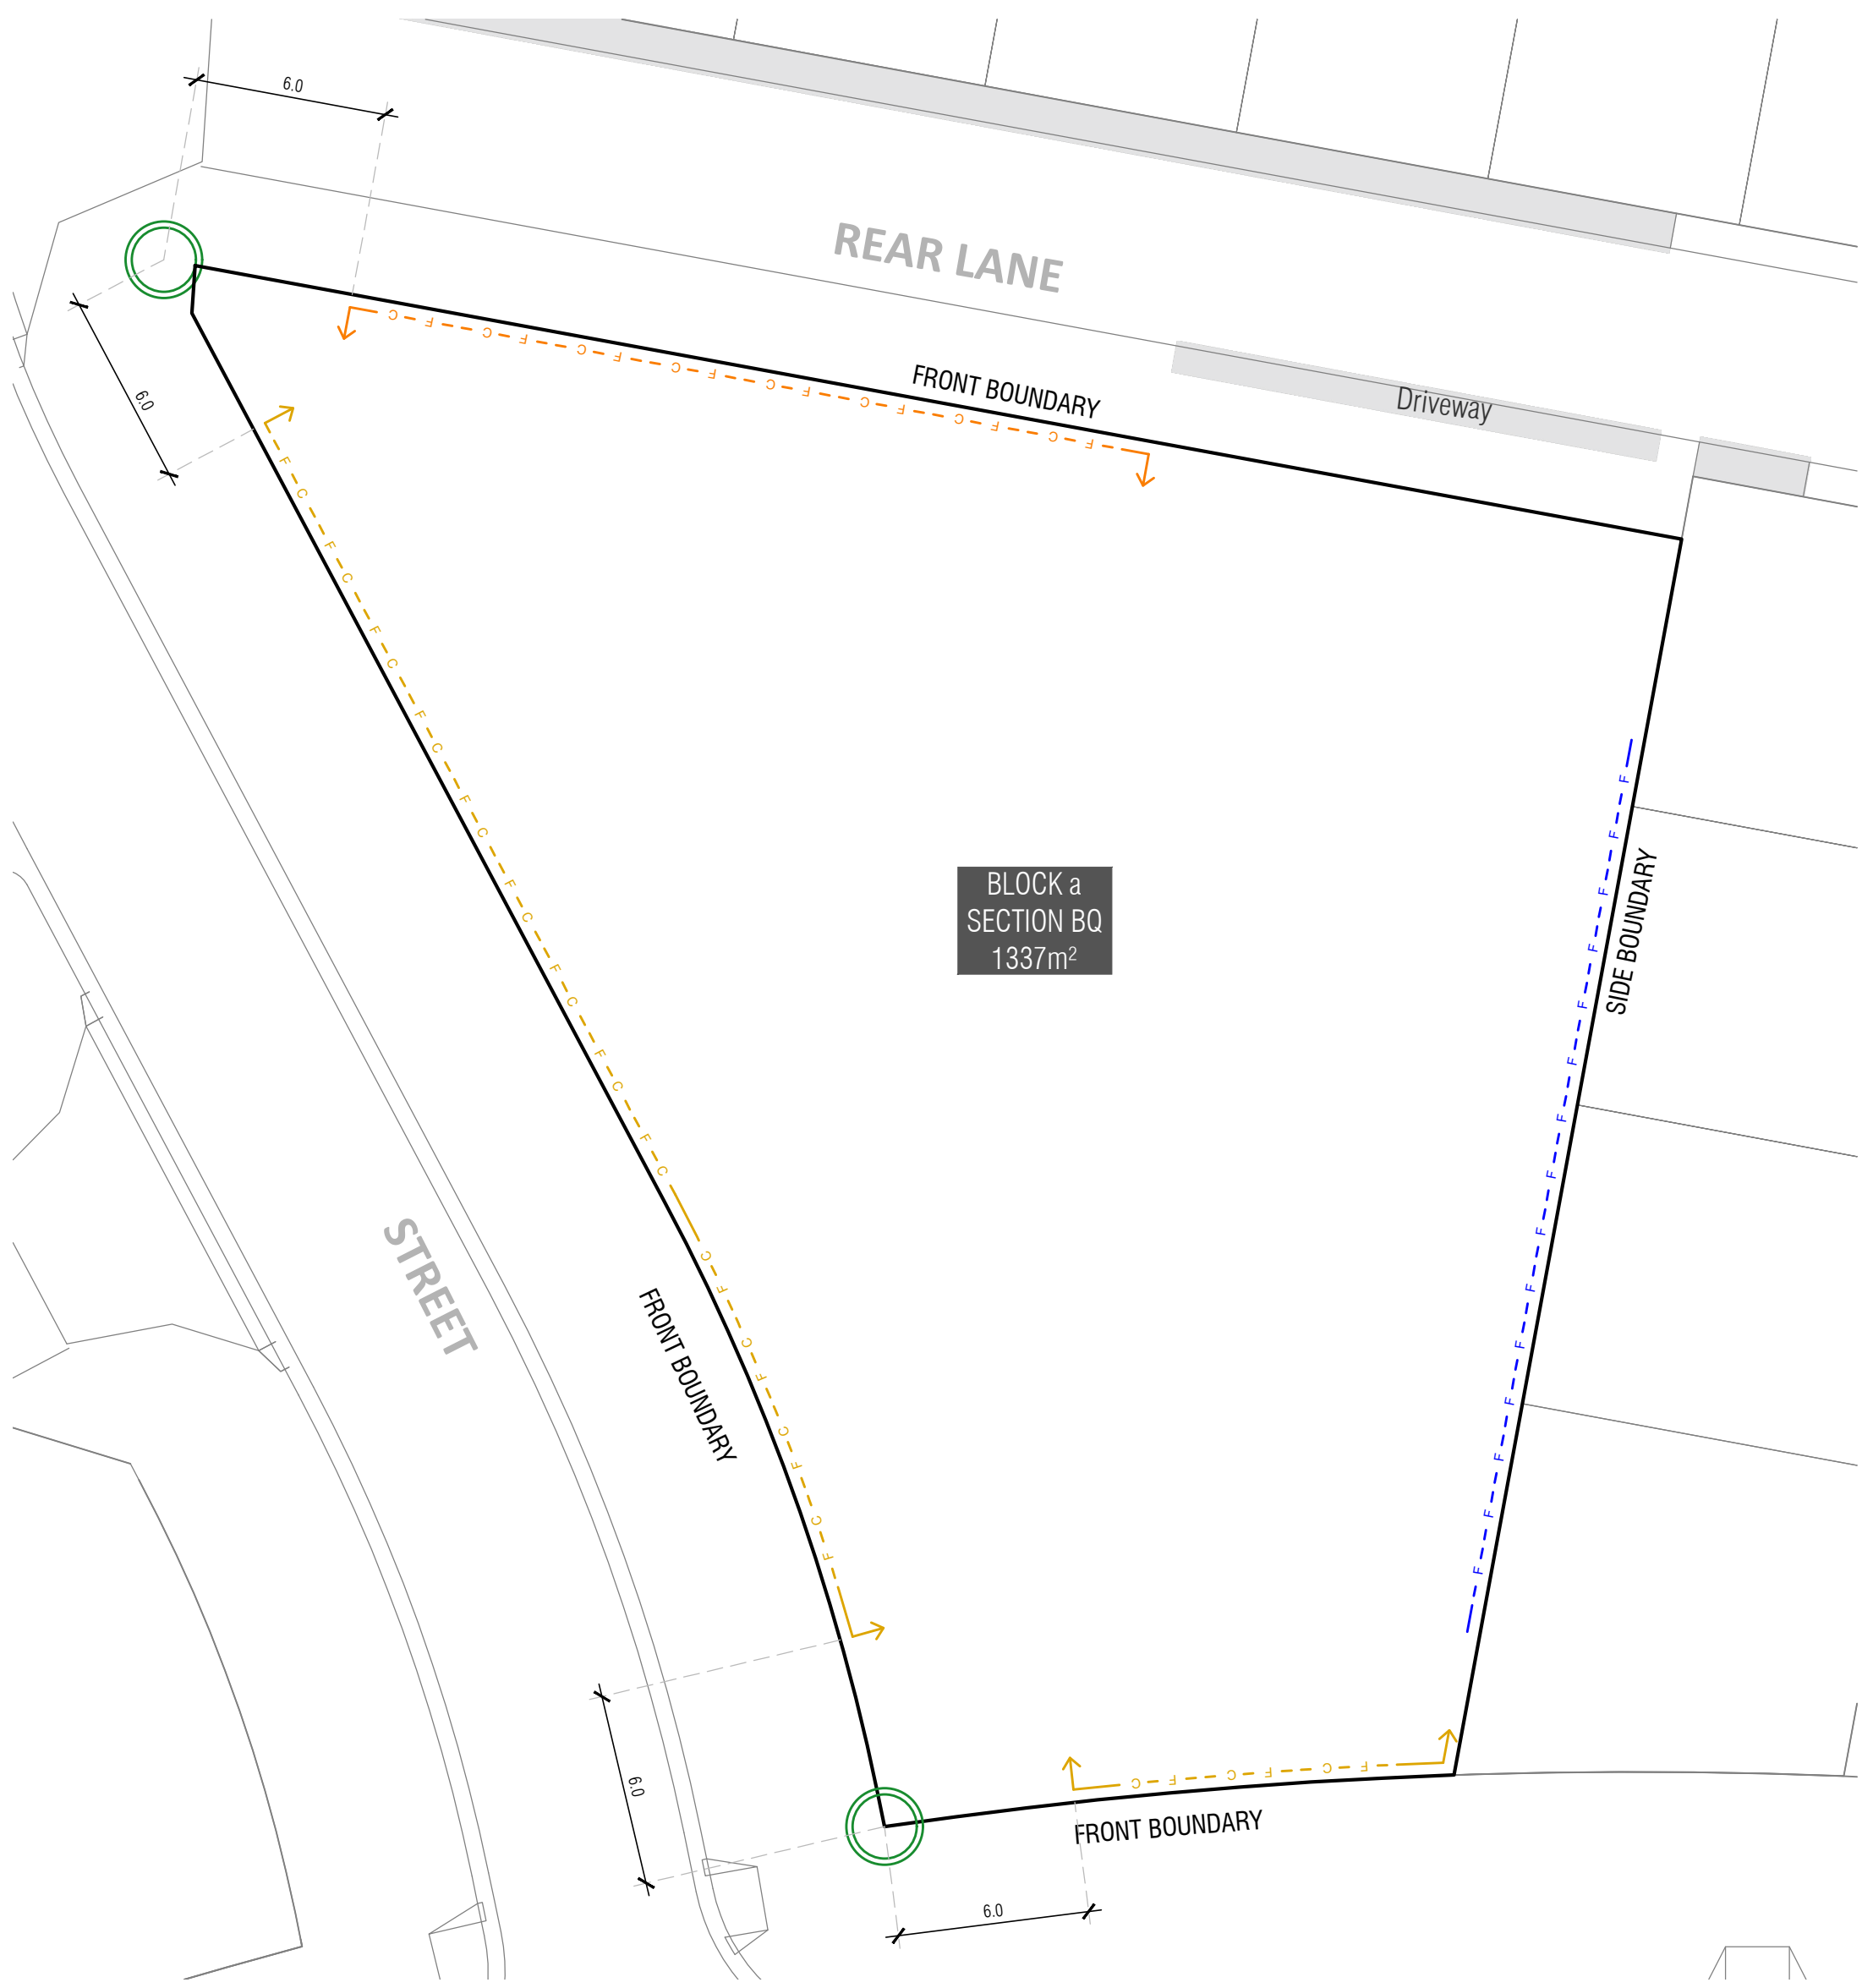 6.0
REAR LANE
FRONT BOUNDARY
Driveway
6.0
C F C F C F C F C F C F C F C F
F C F C F C F C F C F C F C F C F C
BLOCK a
SECTION BQ
1337m²
SIDE BOUNDARY
F F F F F F F F F F F F F F F
STREET
FRONT BOUNDARY
C F C F C F C F
6.0
C F C F C F
FRONT BOUNDARY
6.0